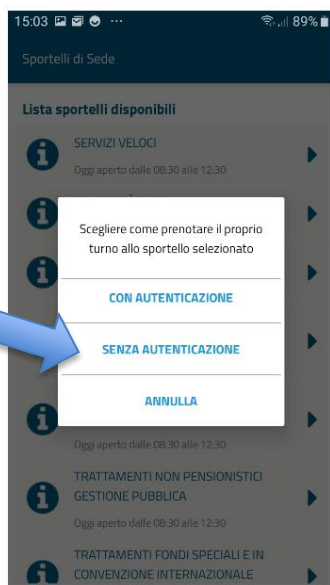 15:03
89%
Sportelli di Sede
Lista sportelli disponibili
SERVIZI VELOCI
Oggi aperto dalle 08:30 alle 12:30
Scegliere come prenotare il proprio
turno allo sportello selezionato
CON AUTENTICAZIONE
SENZA AUTENTICAZIONE
ANNULLA
Oggi aperto dalle 08:30 alle 12:30
TRATTAMENTI NON PENSIONISTICI
GESTIONE PUBBLICA
Oggi aperto dalle 08:30 alle 12:30
TRATTAMENTI FONDI SPECIALI E IN
CONVENZIONE INTERNAZIONALE